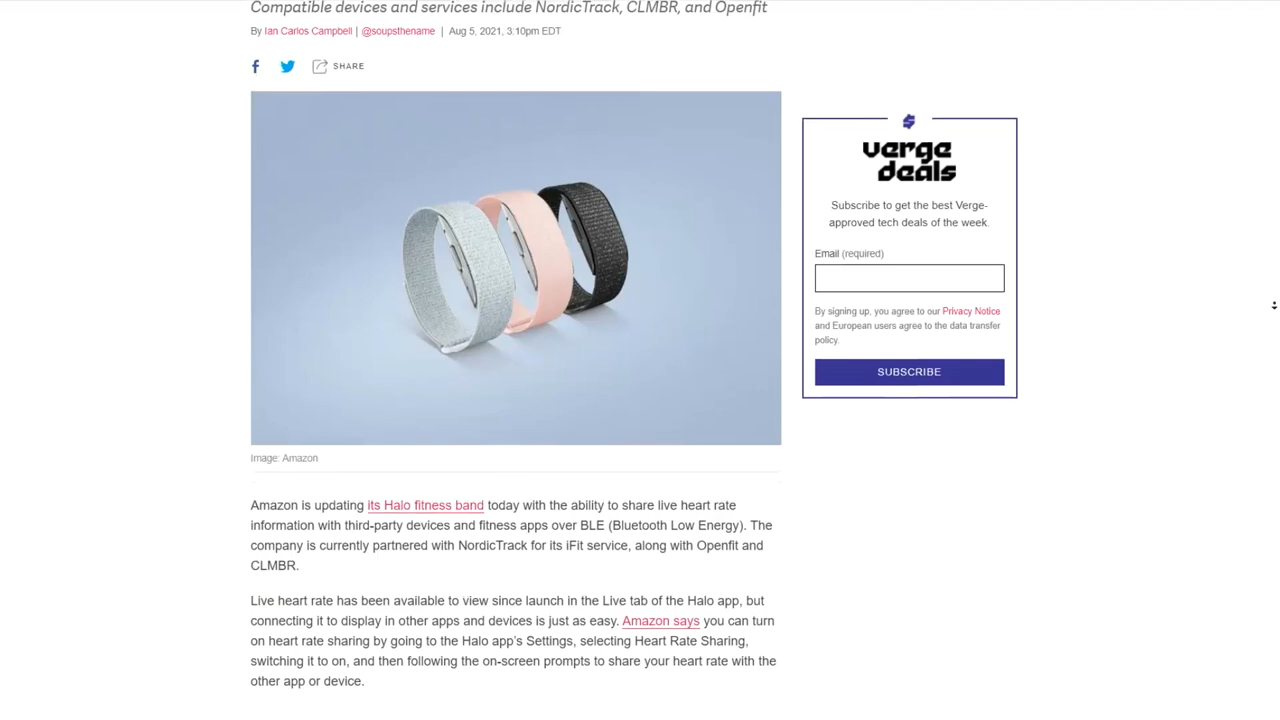 Compatible devices and services include NordicTrack, CLMBR, and Openfit
By Ian Carlos Campbell | @soupsthename | Aug 5, 2021, 3:10pm EDT
SHARE
Image: Amazon
Amazon is updating its Halo fitness band today with the ability to share live heart rate
information with third-party devices and fitness apps over BLE (Bluetooth Low Energy). The
company is currently partnered with NordicTrack for its iFit service, along with Openfit and
CLMBR.
Live heart rate has been available to view since launch in the Live tab of the Halo app, but
connecting it to display in other apps and devices is just as easy. Amazon says you can turn
on heart rate sharing by going to the Halo app's Settings, selecting Heart Rate Sharing,
switching it to on, and then following the on-screen prompts to share your heart rate with the
other app or device.
verge
deals
Subscribe to get the best Verge-
approved tech deals of the week.
Email (required)
By signing up, you agree to our Privacy Notice
and European users agree to the data transfer
policy.
SUBSCRIBE